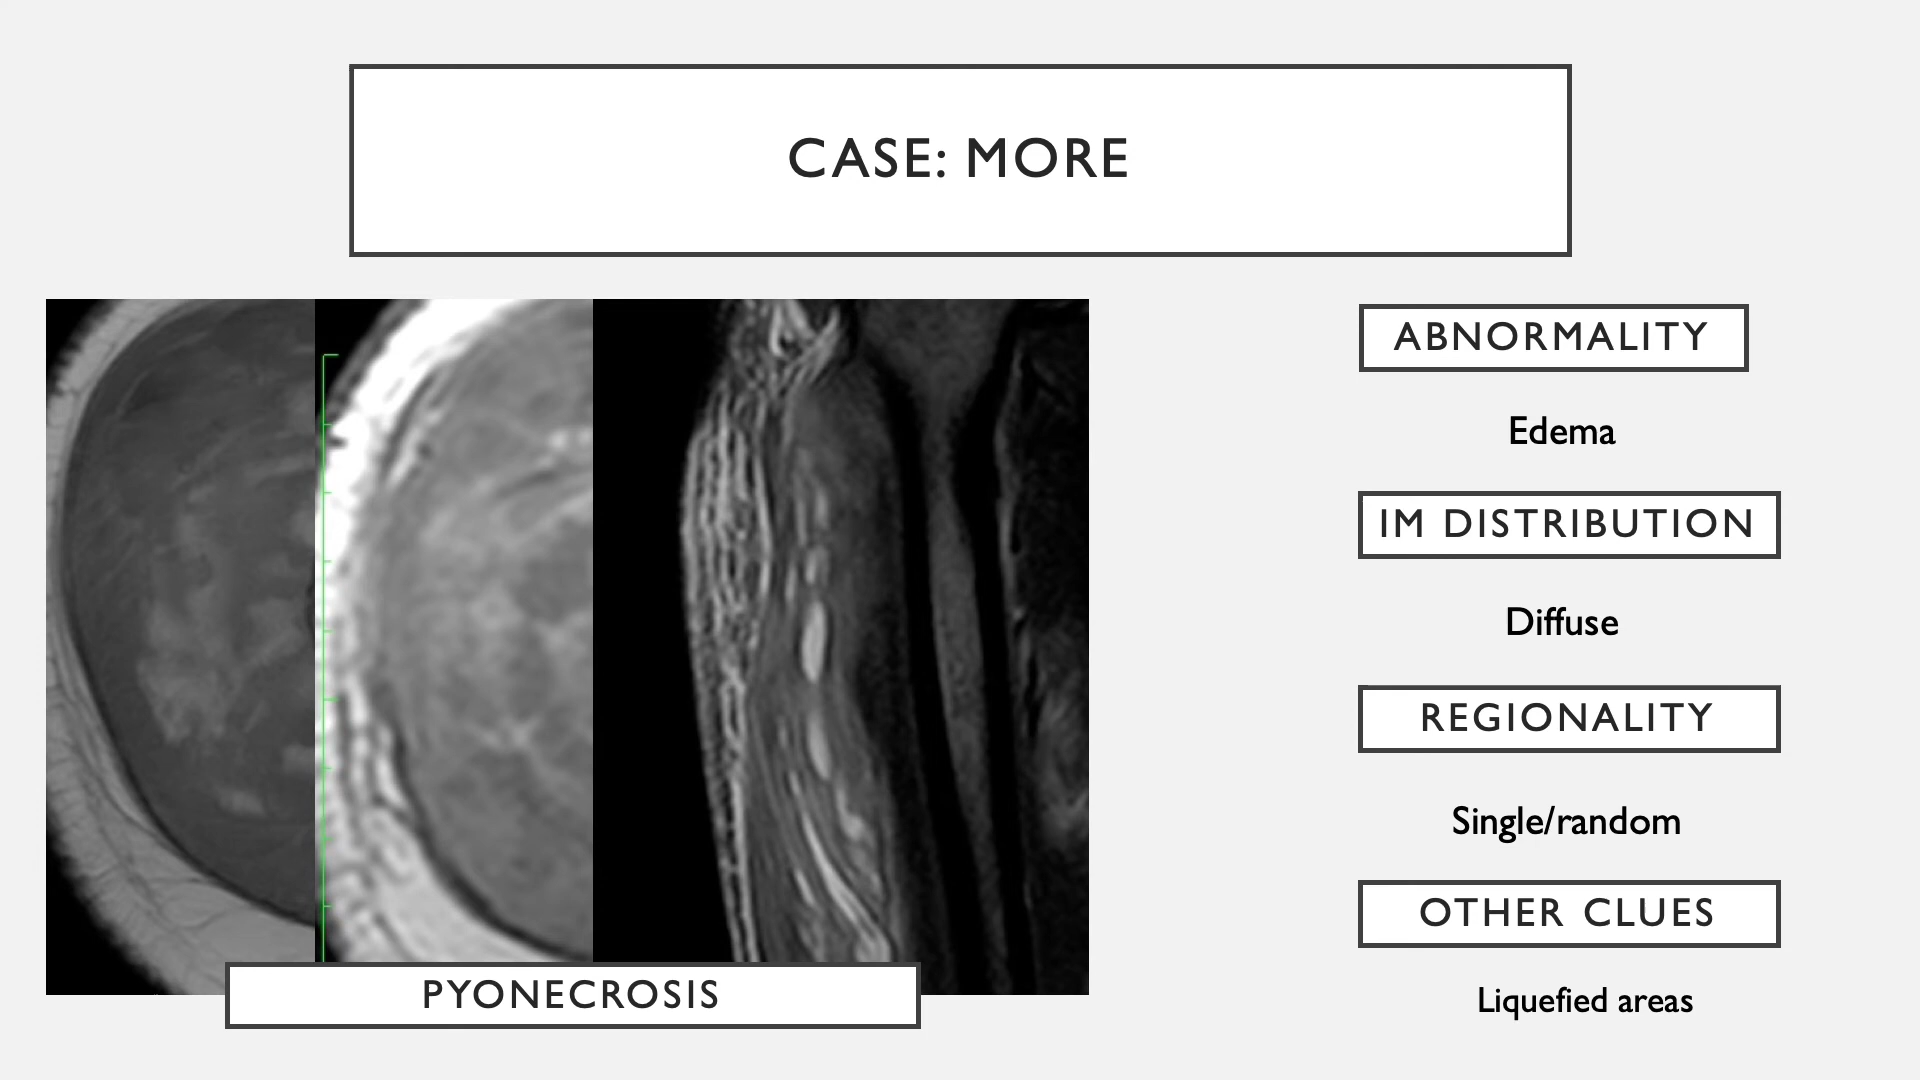 CASE: MORE
ABNORMALITY
Edema
IM DISTRIBUTION
Diffuse
REGIONALITY
Single/random
OTHER CLUES
Liquefied areas
PYONECROSIS